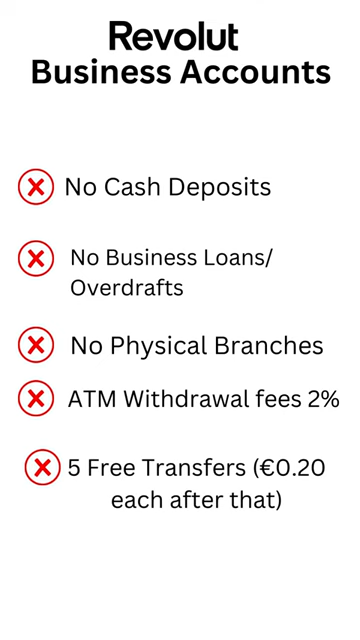 Revolut
Business Accounts
No Cash Deposits
No Business Loans/
Overdrafts
No Physical Branches
ATM Withdrawal fees 2%
5 Free Transfers (€0.20
each after that)